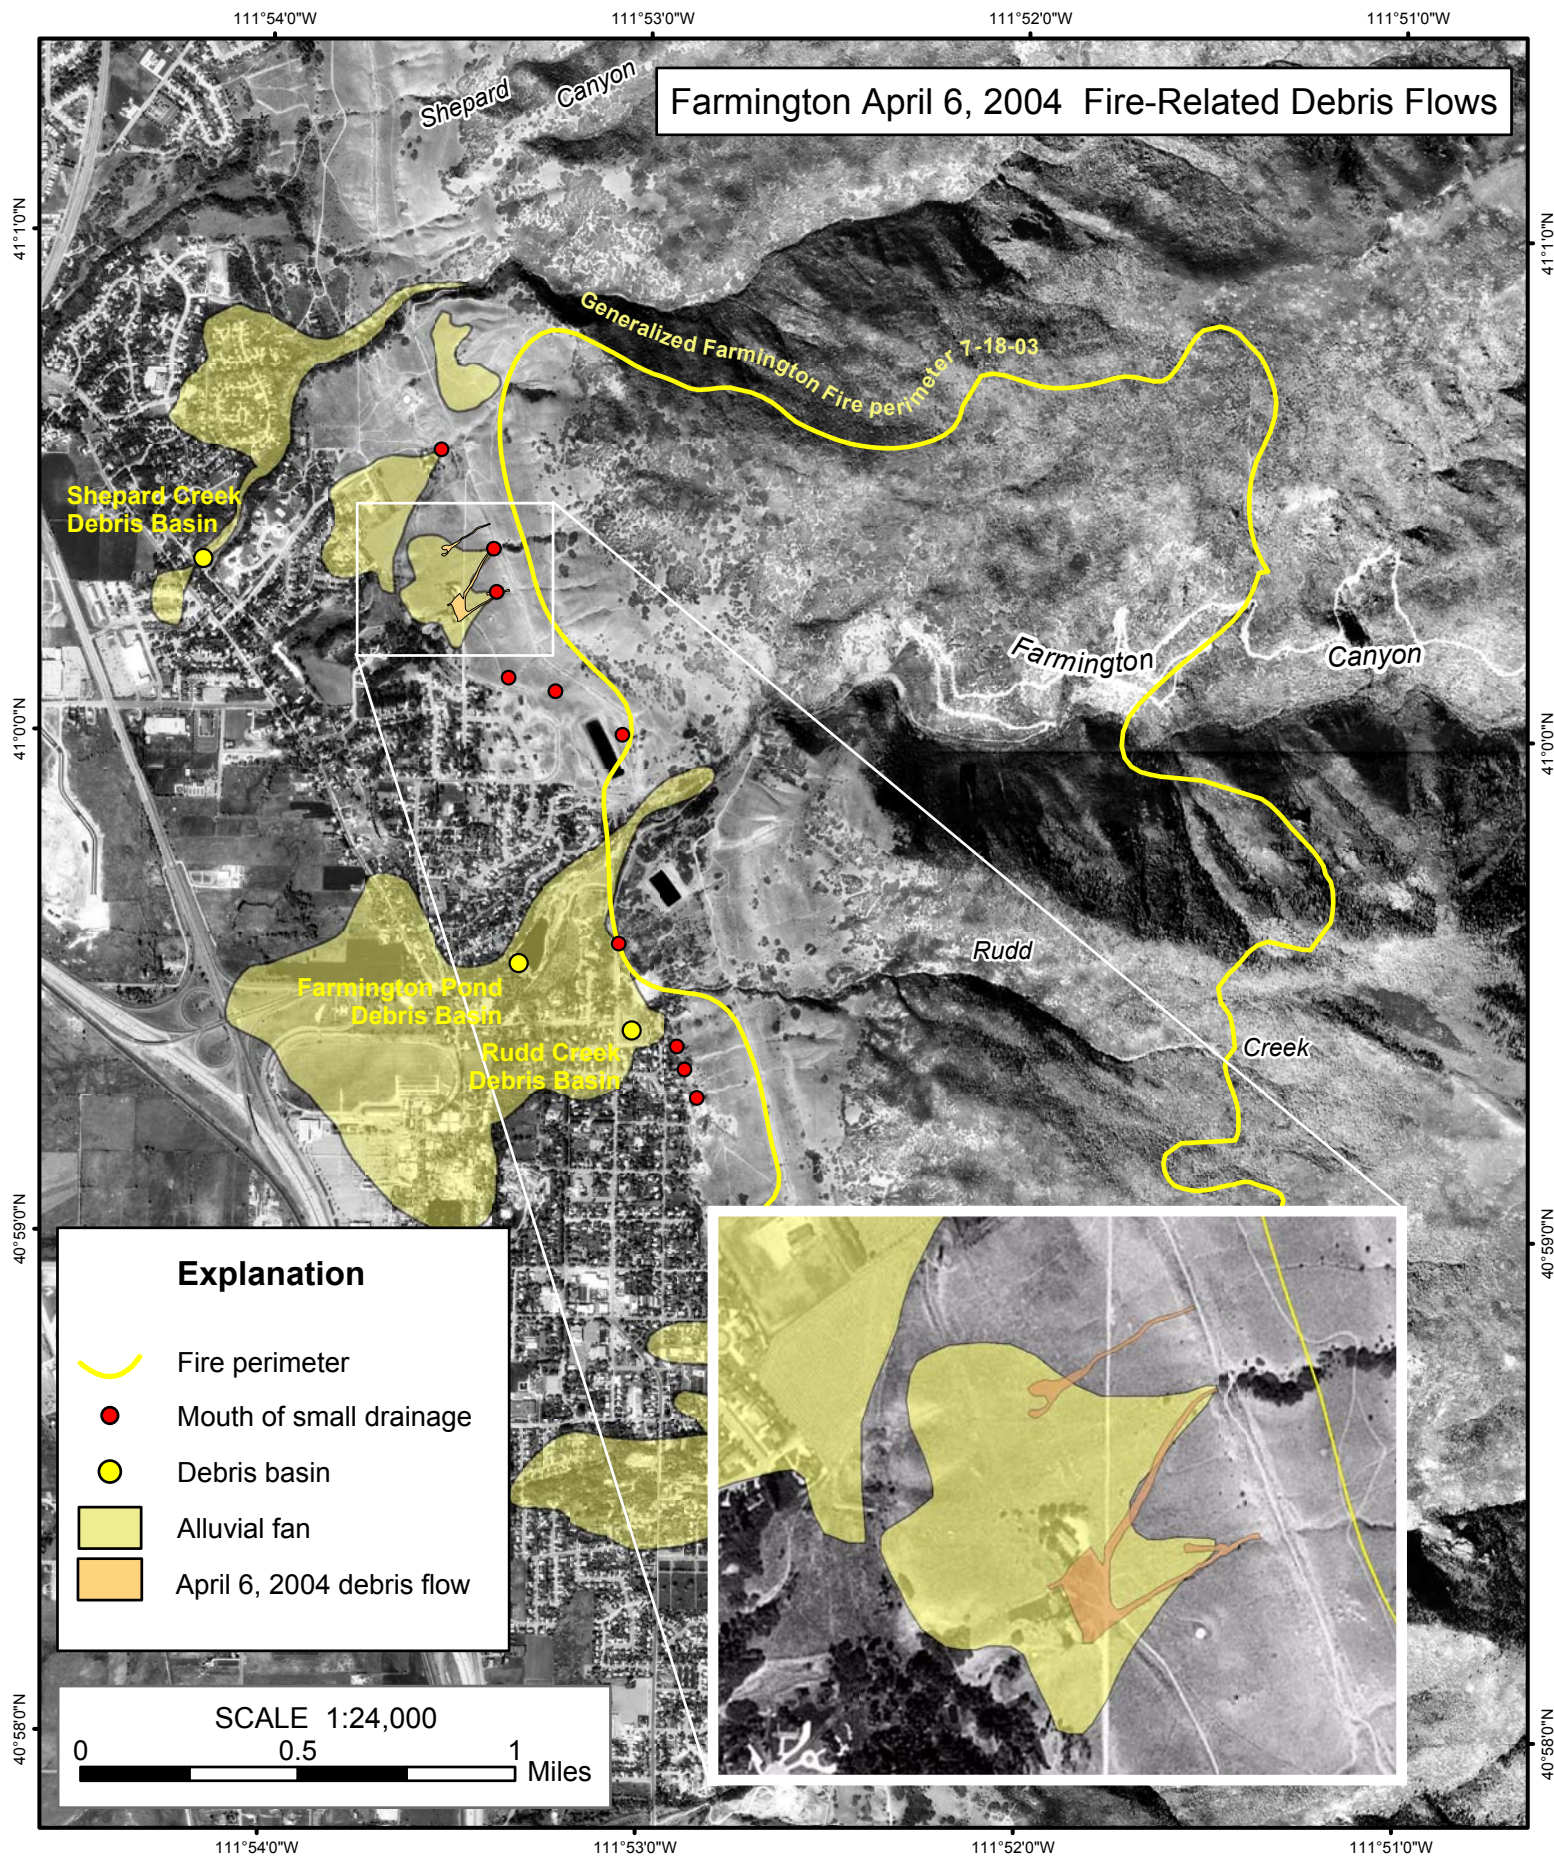 111°54'0"W
111°53'0"W
111°52'0"W
111°51'0"W
Farmington April 6, 2004 Fire-Related Debris Flows
Shepard Canyon
41°1'0"N
41°1'0"N
Generalized Farmington Fire perimeter 7-18-03
Shepard Creek
Debris Basin
Farmington Canyon
41°0'0"N
41°0'0"N
Rudd
Farmington Pond
Debris Basin
Creek
Rudd Creek
Debris Basin
40°59'0"N
40°59'0"N
Explanation
Fire perimeter
Mouth of small drainage
Debris basin
Alluvial fan
April 6, 2004 debris flow
SCALE 1:24,000
0 0.5 1
Miles
40°58'0"N
40°58'0"N
111°54'0"W
111°53'0"W
111°52'0"W
111°51'0"W